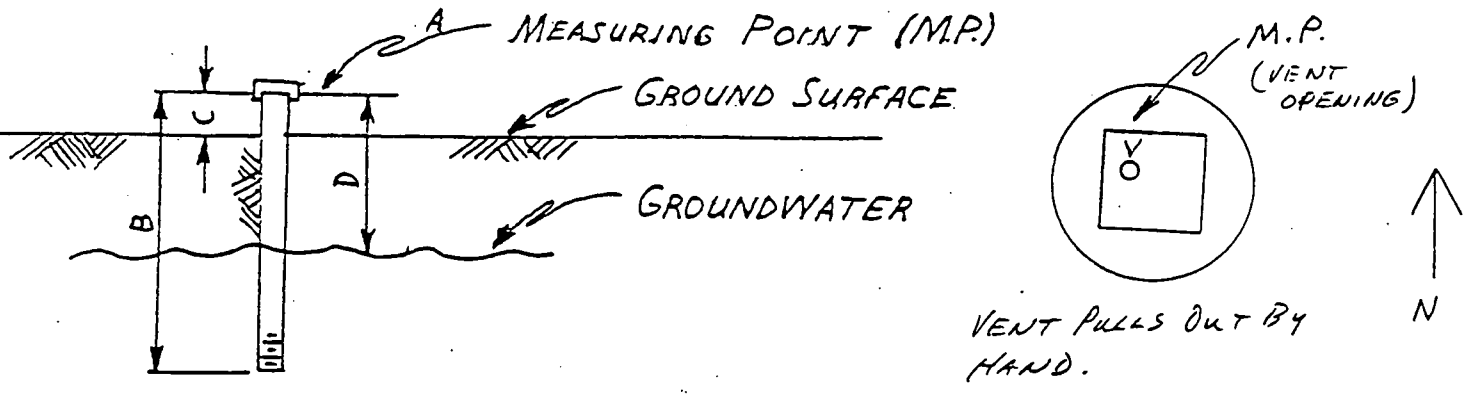 A
MEASURING POINT (M.P.)
GROUND SURFACE
C
D
B
GROUNDWATER
M.P.
(VENT
OPENING)
V
VENT PULLS OUT BY
HAND.
N